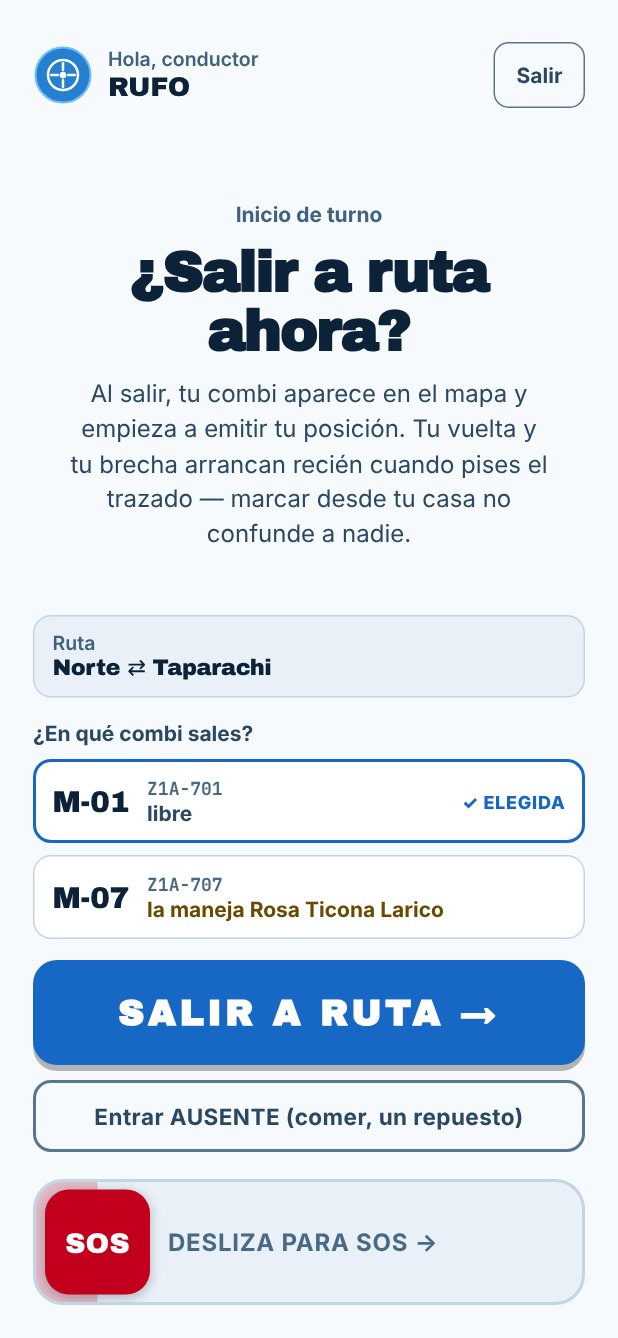 Hola, conductor
RUFO
Salir
Inicio de turno
¿Salir a ruta
ahora?
Al salir, tu combi aparece en el mapa y
empieza a emitir tu posición. Tu vuelta y
tu brecha arrancan recién cuando pises el
trazado — marcar desde tu casa no
confunde a nadie.
Ruta
Norte ⇄ Taparachi
¿En qué combi sales?
M-01
Z1A-701
libre
✓ ELEGIDA
M-07
Z1A-707
la maneja Rosa Ticona Larico
SALIR A RUTA →
Entrar AUSENTE (comer, un repuesto)
SOS
DESLIZA PARA SOS →